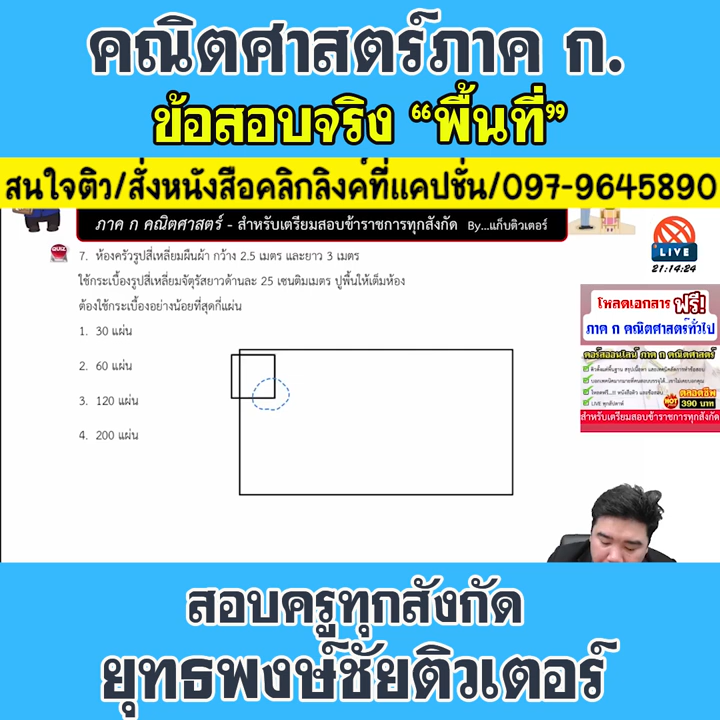 คณิตศาสตร์ภาค ก.
ข้อสอบจริง “พื้นที่”
สนใจติว/สั่งหนังสือคลิกลิงค์ที่แคปชั่น/097-9645890
ภาค ก คณิตศาสตร์ - สำหรับเตรียมสอบข้าราชการทุกสังกัด By...แก็บติวเตอร์
QUIZ
7. ห้องครัวรูปสี่เหลี่ยมผืนผ้า กว้าง 2.5 เมตร และยาว 3 เมตร
ใช้กระเบื้องรูปสี่เหลี่ยมจัตุรัสยาวด้านละ 25 เซนติมเมตร ปูพื้นให้เต็มห้อง
ต้องใช้กระเบื้องอย่างน้อยที่สุดกี่แผ่น
1. 30 แผ่น
2. 60 แผ่น
3. 120 แผ่น
4. 200 แผ่น
LIVE
21:14:24
โหลดเอกสาร ฟรี!
ภาค ก คณิตศาสตร์ทั่วไป
คอร์สออนไลน์ ภาค ก คณิตศาสตร์
LIVE ทุกสัปดาห์
HOT
ตลอดชีพ
390 บาท
สำหรับเตรียมสอบข้าราชการทุกสังกัด
สอบครูทุกสังกัด
ยุทธพงษ์ชัยติวเตอร์